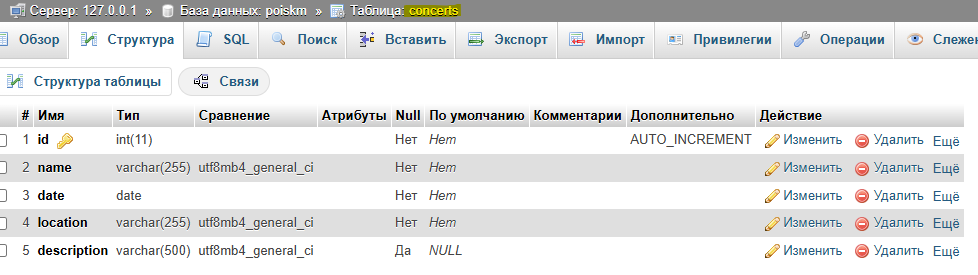 Сервер: 127.0.0.1 » База данных: poiskm » Таблица: concerts
Обзор Структура SQL Поиск Вставить Экспорт Импорт Привилегии Операции Слежен
Структура таблицы Связи
# Имя Тип Сравнение Атрибуты Null По умолчанию Комментарии Дополнительно Действие
1 id int(11) Нет Нет AUTO_INCREMENT Изменить Удалить Ещё
2 name varchar(255) utf8mb4_general_ci Нет Нет Изменить Удалить Ещё
3 date date Нет Нет Изменить Удалить Ещё
4 location varchar(255) utf8mb4_general_ci Нет Нет Изменить Удалить Ещё
5 description varchar(500) utf8mb4_general_ci Да NULL Изменить Удалить Ещё